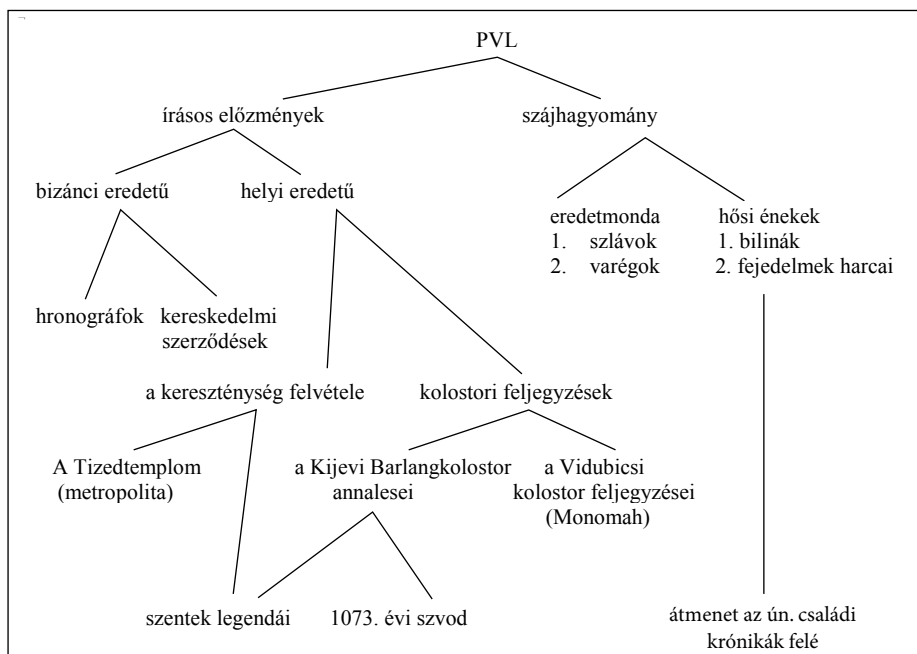 PVL
írásos előzmények
szájhagyomány
bizánci eredetű
helyi eredetű
eredetmonda
1. szlávok
2. varégok
hősi énekek
1. bilinák
2. fejedelmek harcai
hronográfok
kereskedelmi
szerződések
a kereszténység felvétele
kolostori feljegyzések
A Tizedtemplom
(metropolita)
a Kijevi Barlangkolostor
annalesei
a Vidubicsi
kolostor feljegyzései
(Monomah)
szentek legendái
1073. évi szvod
átmenet az ún. családi
krónikák felé